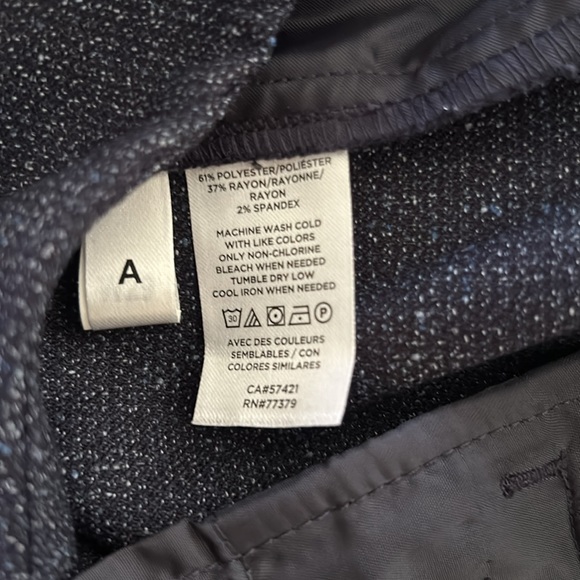 61% POLYESTER/POLIÉSTER
37% RAYON/RAYONNE/
RAYON
2% SPANDEX
MACHINE WASH COLD
WITH LIKE COLORS
ONLY NON-CHLORINE
BLEACH WHEN NEEDED
TUMBLE DRY LOW
COOL IRON WHEN NEEDED
30 P
AVEC DES COULEURS
SEMBLABLES / CON
COLORES SIMILARES
CA#57421
RN#77379
A